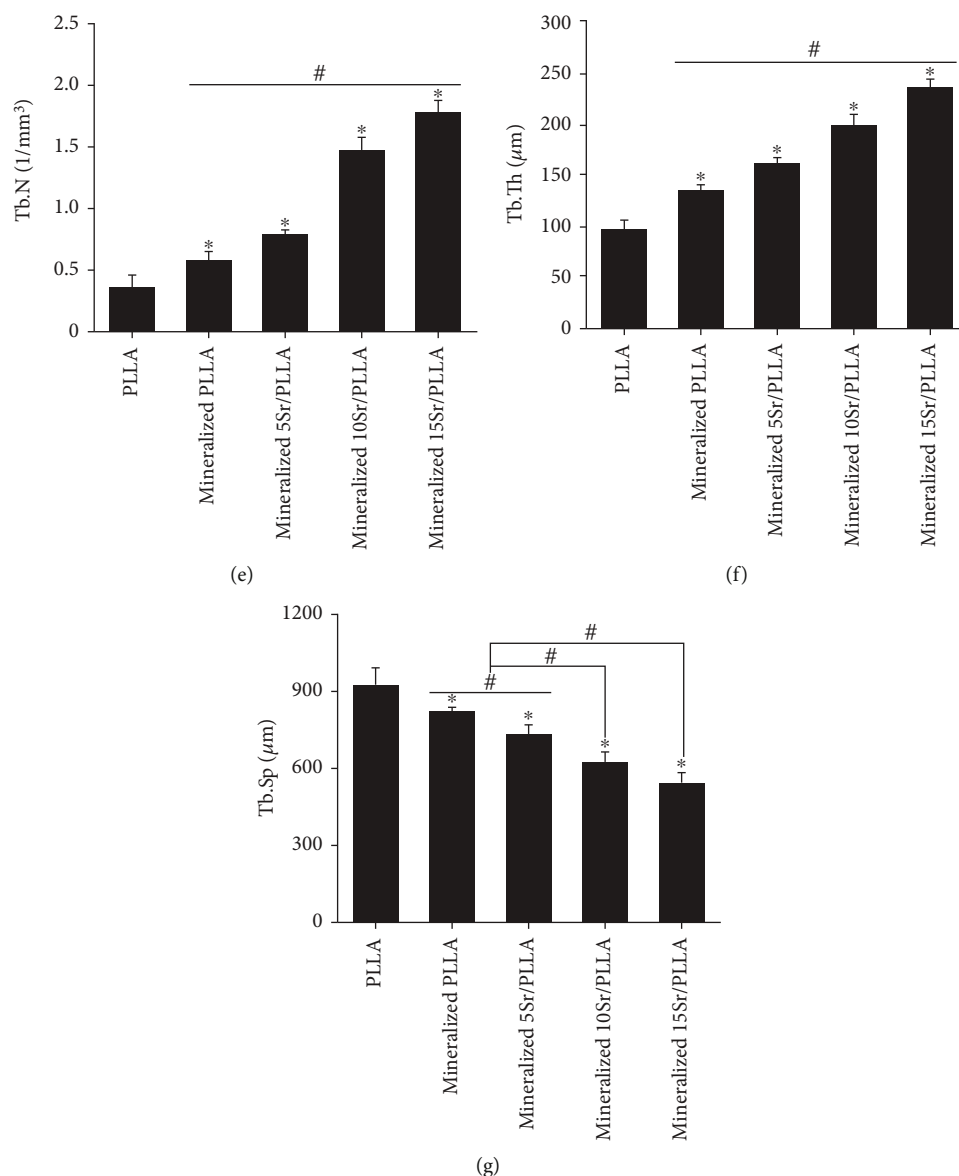 2.5
2.0
1.5
1.0
0.5
0
Tb.N (1/mm³)
#
*
*
*
*
PLLA
Mineralized PLLA
Mineralized 5Sr/PLLA
Mineralized 10Sr/PLLA
Mineralized 15Sr/PLLA
(e)
300
250
200
150
100
50
0
Tb.Th (μm)
#
*
*
*
*
PLLA
Mineralized PLLA
Mineralized 5Sr/PLLA
Mineralized 10Sr/PLLA
Mineralized 15Sr/PLLA
(f)
1200
900
600
300
0
Tb.Sp (μm)
#
#
#
*
*
*
*
PLLA
Mineralized PLLA
Mineralized 5Sr/PLLA
Mineralized 10Sr/PLLA
Mineralized 15Sr/PLLA
(g)